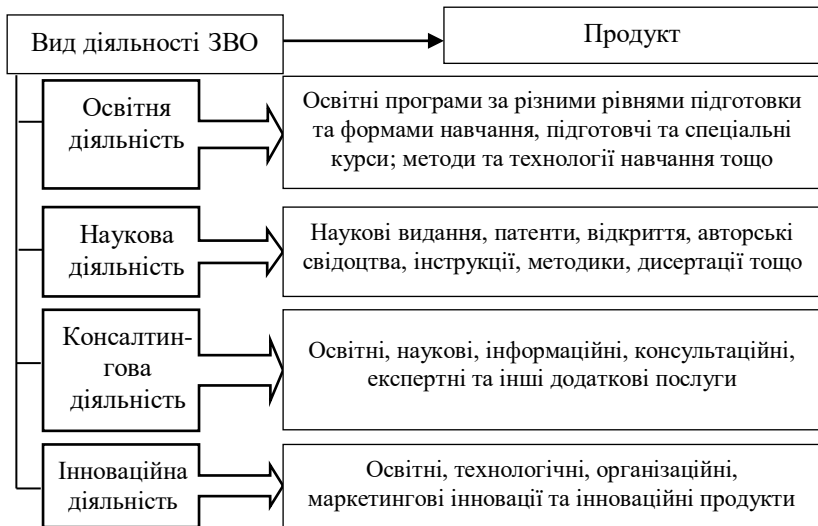 Вид діяльності ЗВО
Продукт
Освітня
діяльність
Освітні програми за різними рівнями підготовки
та формами навчання, підготовчі та спеціальні
курси; методи та технології навчання тощо
Наукова
діяльність
Наукові видання, патенти, відкриття, авторські
свідоцтва, інструкції, методики, дисертації тощо
Консалтин-
гова
діяльність
Освітні, наукові, інформаційні, консультаційні,
експертні та інші додаткові послуги
Інноваційна
діяльність
Освітні, технологічні, організаційні,
маркетингові інновації та інноваційні продукти